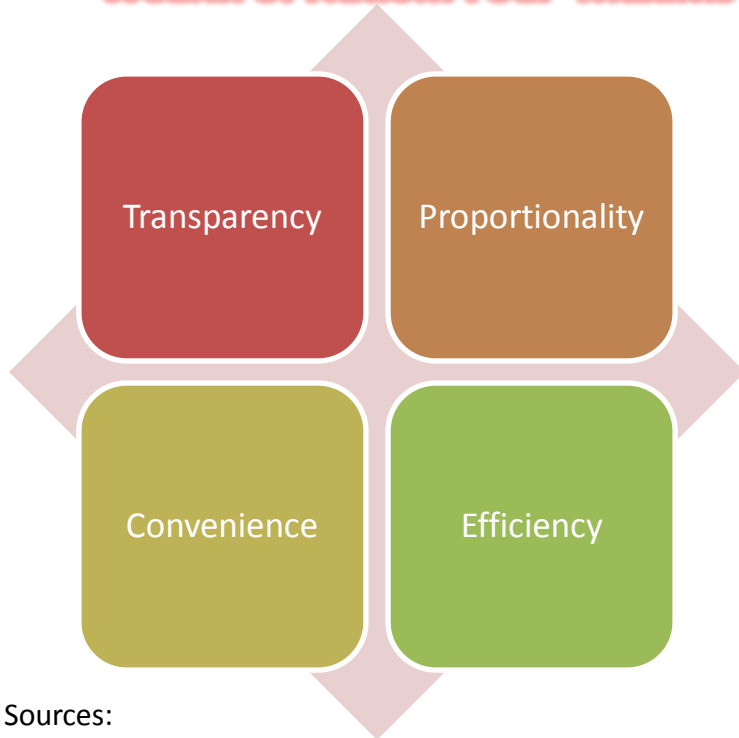 Transparency
Proportionality
Convenience
Efficiency
Sources: